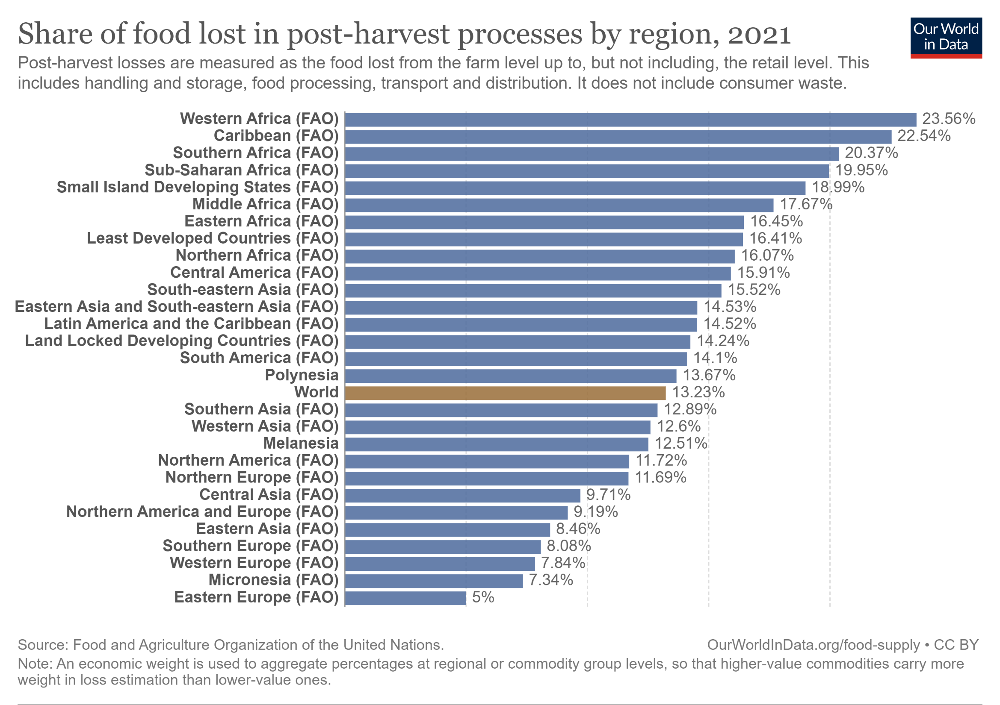 Share of food lost in post-harvest processes by region, 2021
Our World
in Data
Post-harvest losses are measured as the food lost from the farm level up to, but not including, the retail level. This
includes handling and storage, food processing, transport and distribution. It does not include consumer waste.
Western Africa (FAO) 23.56%
Caribbean (FAO) 22.54%
Southern Africa (FAO) 20.37%
Sub-Saharan Africa (FAO) 19.95%
Small Island Developing States (FAO) 18.99%
Middle Africa (FAO) 17.67%
Eastern Africa (FAO) 16.45%
Least Developed Countries (FAO) 16.41%
Northern Africa (FAO) 16.07%
Central America (FAO) 15.91%
South-eastern Asia (FAO) 15.52%
Eastern Asia and South-eastern Asia (FAO) 14.53%
Latin America and the Caribbean (FAO) 14.52%
Land Locked Developing Countries (FAO) 14.24%
South America (FAO) 14.1%
Polynesia 13.67%
World 13.23%
Southern Asia (FAO) 12.89%
Western Asia (FAO) 12.6%
Melanesia 12.51%
Northern America (FAO) 11.72%
Northern Europe (FAO) 11.69%
Central Asia (FAO) 9.71%
Northern America and Europe (FAO) 9.19%
Eastern Asia (FAO) 8.46%
Southern Europe (FAO) 8.08%
Western Europe (FAO) 7.84%
Micronesia (FAO) 7.34%
Eastern Europe (FAO) 5%
Source: Food and Agriculture Organization of the United Nations.
OurWorldInData.org/food-supply • CC BY
Note: An economic weight is used to aggregate percentages at regional or commodity group levels, so that higher-value commodities carry more
weight in loss estimation than lower-value ones.